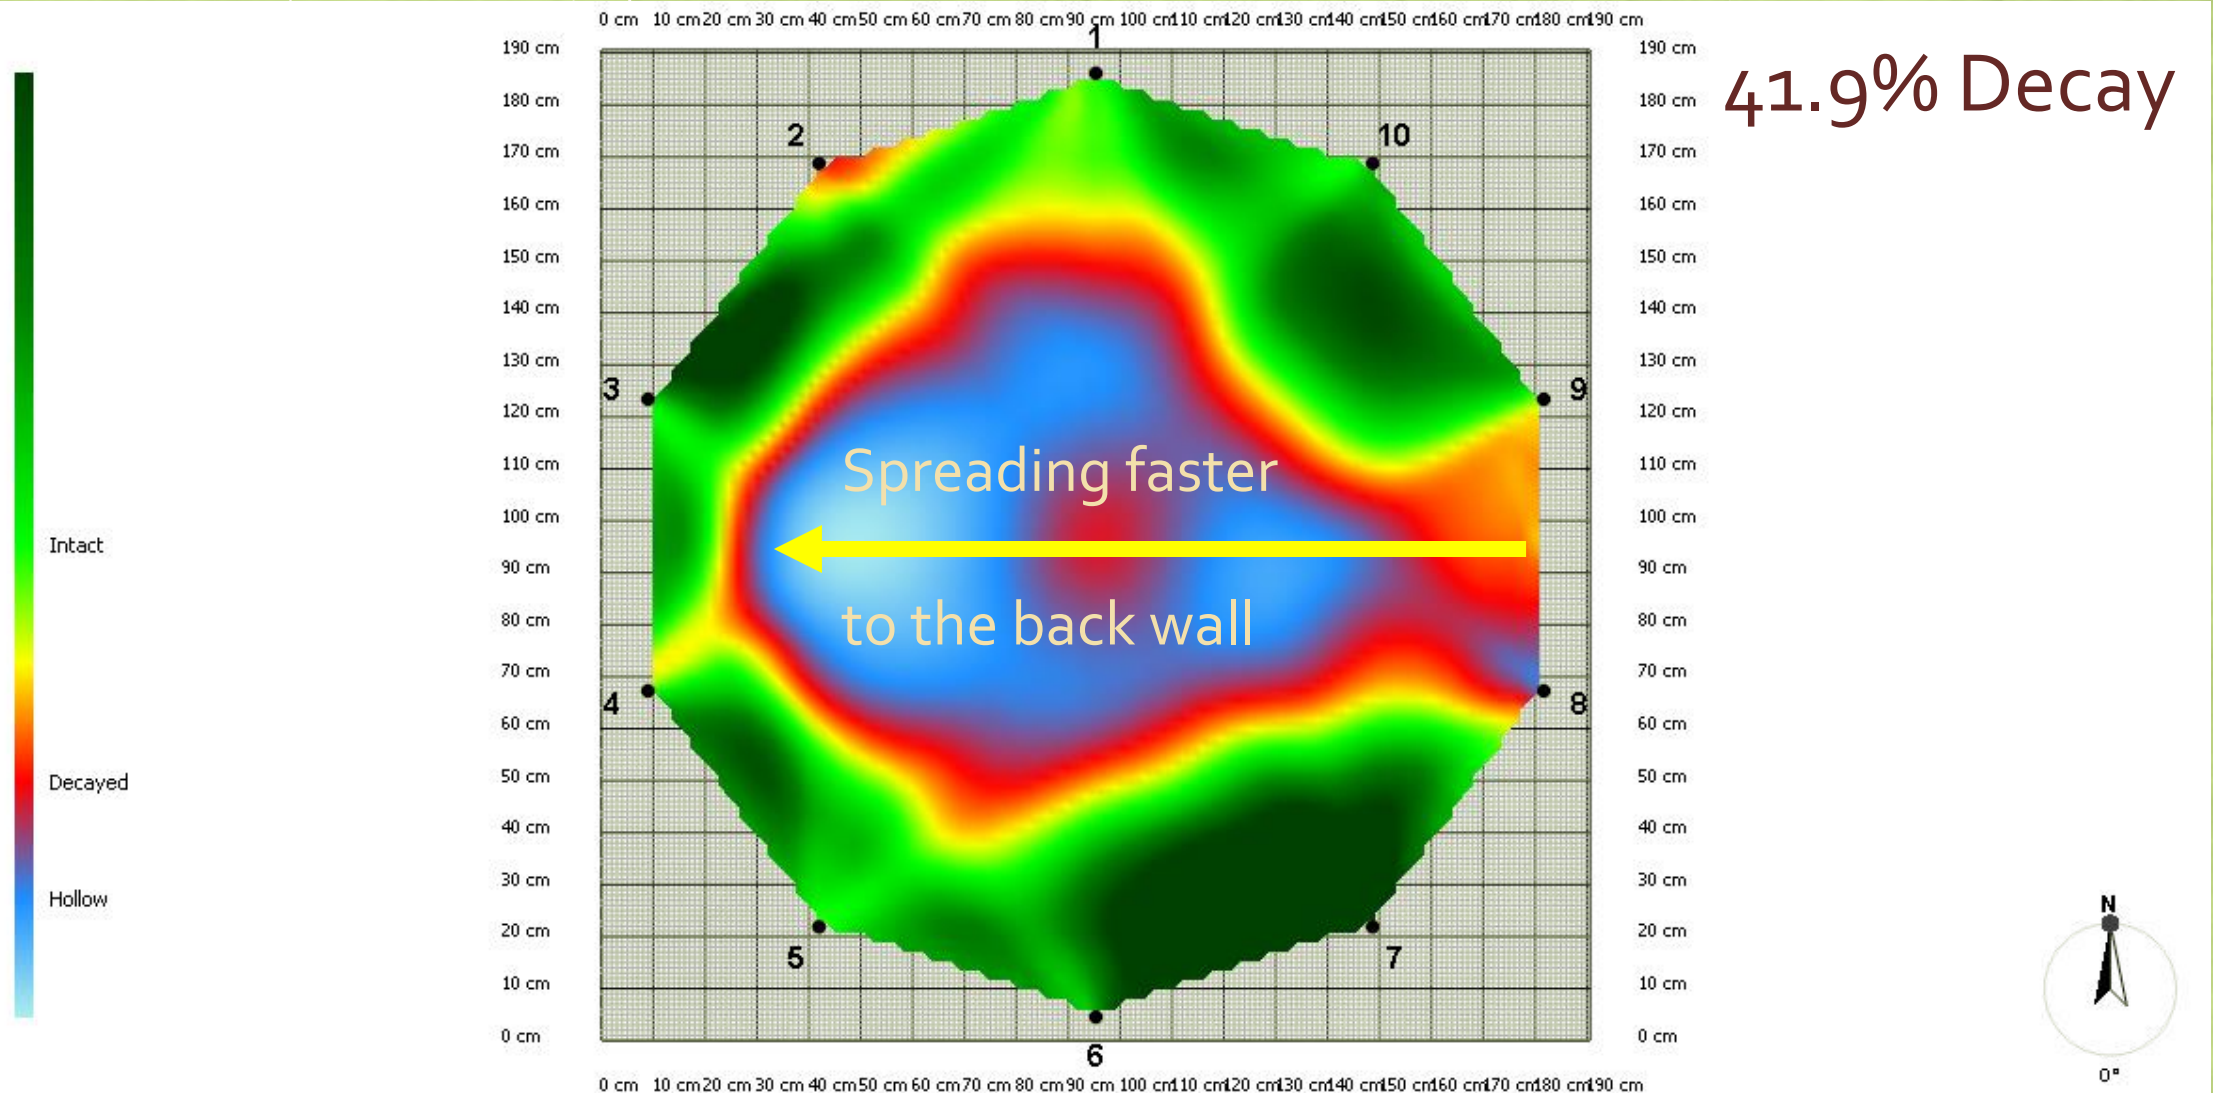 0 cm 10 cm 20 cm 30 cm 40 cm 50 cm 60 cm 70 cm 80 cm 90 cm 100 cm 110 cm 120 cm 130 cm 140 cm 150 cm 160 cm 170 cm 180 cm 190 cm
1
190 cm 190 cm
41.9% Decay
180 cm 180 cm
2 10
170 cm 170 cm
160 cm 160 cm
150 cm 150 cm
140 cm 140 cm
130 cm 130 cm
3 9
120 cm 120 cm
110 cm 110 cm
Spreading faster
100 cm 100 cm
Intact
90 cm 90 cm
80 cm 80 cm
to the back wall
70 cm 70 cm
4 8
60 cm 60 cm
50 cm 50 cm
Decayed
40 cm 40 cm
30 cm 30 cm
Hollow
N
20 cm 20 cm
5 7
10 cm 10 cm
0 cm 0 cm
6
0°
0 cm 10 cm 20 cm 30 cm 40 cm 50 cm 60 cm 70 cm 80 cm 90 cm 100 cm 110 cm 120 cm 130 cm 140 cm 150 cm 160 cm 170 cm 180 cm 190 cm